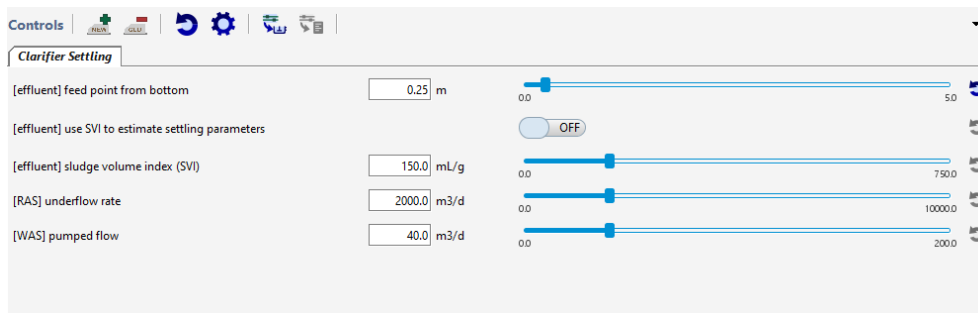 Controls NEW GLO
Clarifier Settling
[effluent] feed point from bottom 0.25 m 0.0 5.0
[effluent] use SVI to estimate settling parameters OFF
[effluent] sludge volume index (SVI) 150.0 mL/g 0.0 750.0
[RAS] underflow rate 2000.0 m3/d 0.0 10000.0
[WAS] pumped flow 40.0 m3/d 0.0 200.0